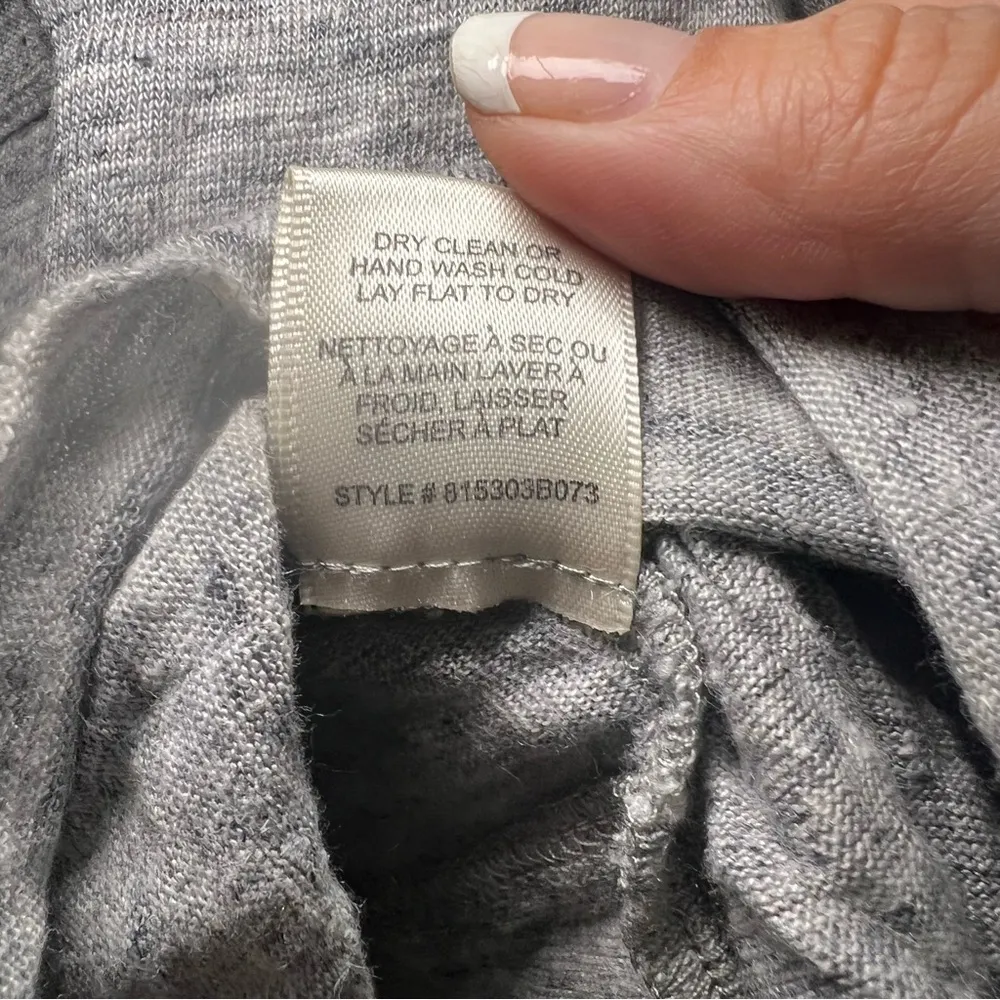 DRY CLEAN OR
HAND WASH COLD
LAY FLAT TO DRY
NETTOYAGE À SEC OU
À LA MAIN LAVER À
FROID, LAISSER
SÉCHER À PLAT
STYLE # 815303B073